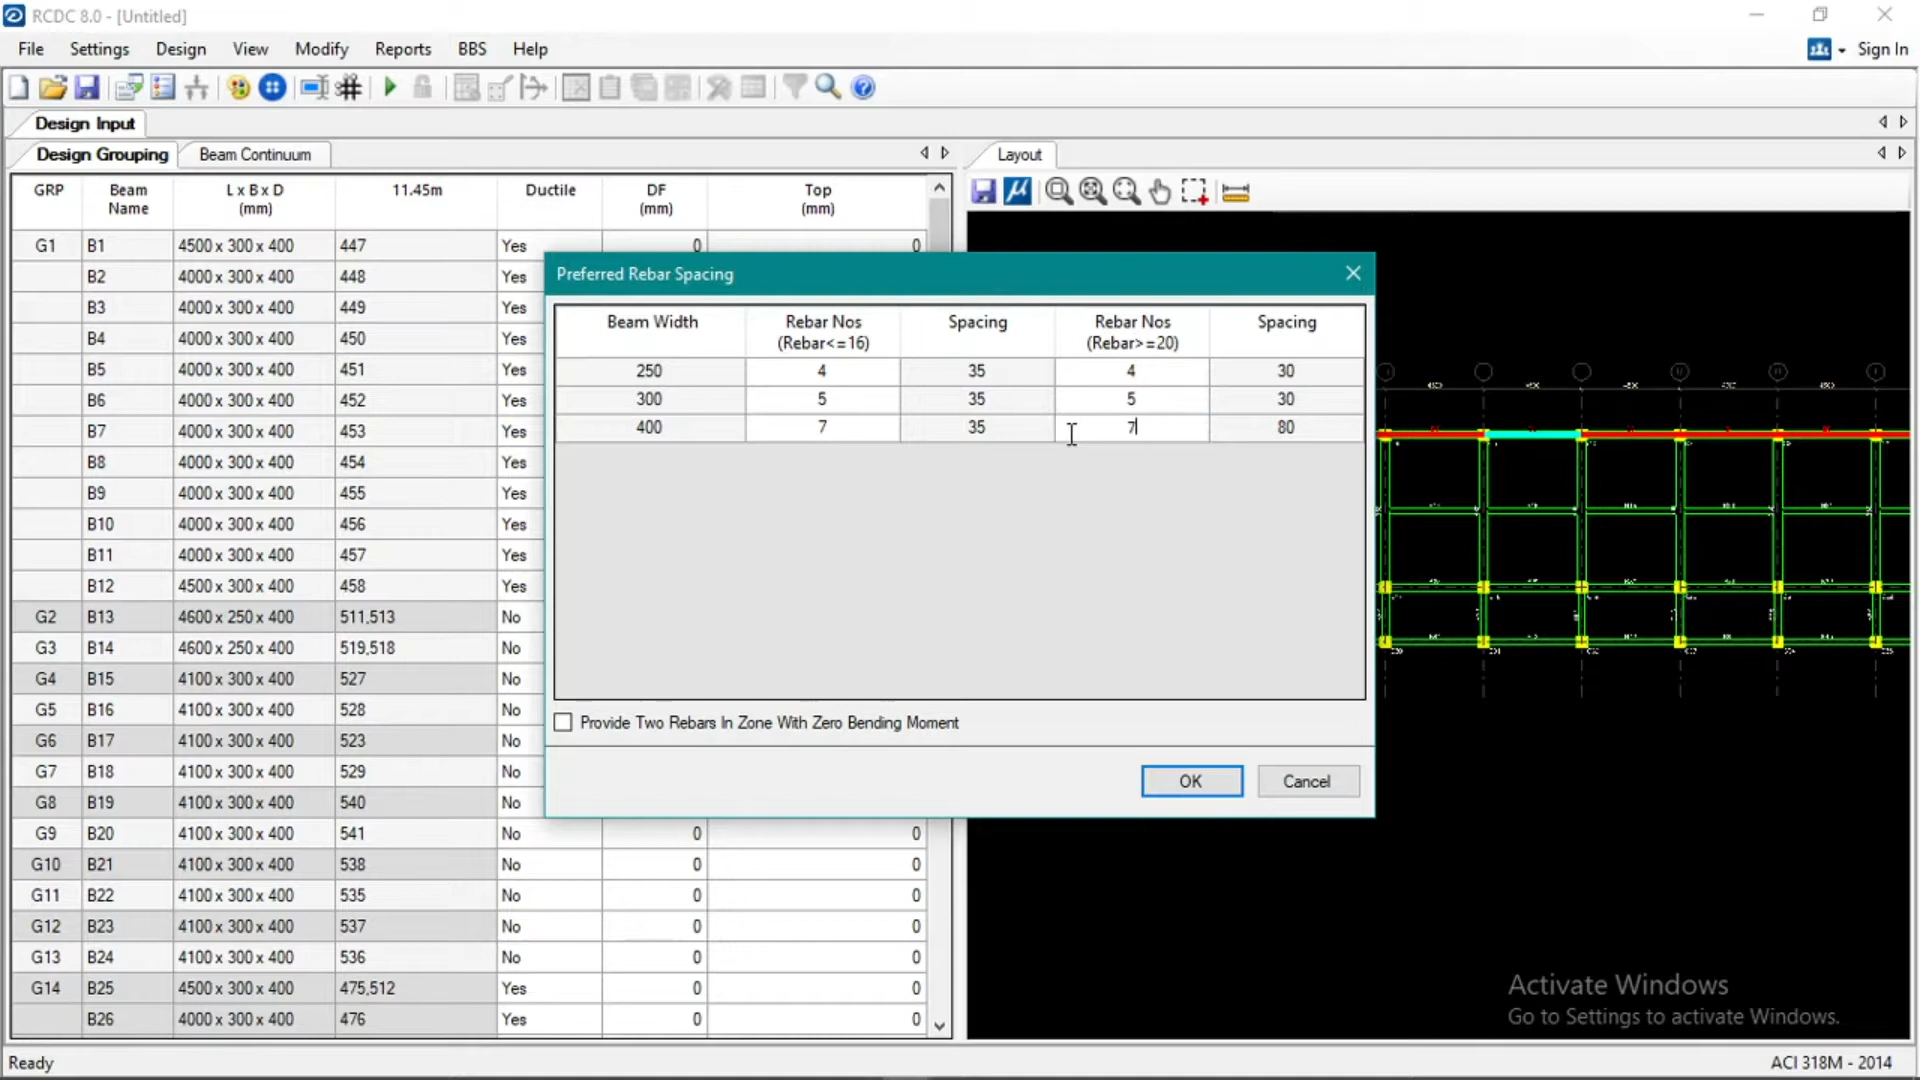 RCDC 8.0 - [Untitled]
File Settings Design View Modify Reports BBS Help
Sign In
Design Input
Design Grouping Beam Continuum
Layout
GRP Beam Name L x B x D (mm) 11.45m Ductile DF (mm) Top (mm)
G1 B1 4500 x 300 x 400 447 Yes 0 0
B2 4000 x 300 x 400 448 Yes
B3 4000 x 300 x 400 449 Yes
B4 4000 x 300 x 400 450 Yes
B5 4000 x 300 x 400 451 Yes
B6 4000 x 300 x 400 452 Yes
B7 4000 x 300 x 400 453 Yes
B8 4000 x 300 x 400 454 Yes
B9 4000 x 300 x 400 455 Yes
B10 4000 x 300 x 400 456 Yes
B11 4000 x 300 x 400 457 Yes
B12 4500 x 300 x 400 458 Yes
G2 B13 4600 x 250 x 400 511,513 No
G3 B14 4600 x 250 x 400 519,518 No
G4 B15 4100 x 300 x 400 527 No
G5 B16 4100 x 300 x 400 528 No
G6 B17 4100 x 300 x 400 523 No
G7 B18 4100 x 300 x 400 529 No
G8 B19 4100 x 300 x 400 540 No
G9 B20 4100 x 300 x 400 541 No 0 0
G10 B21 4100 x 300 x 400 538 No 0 0
G11 B22 4100 x 300 x 400 535 No 0 0
G12 B23 4100 x 300 x 400 537 No 0 0
G13 B24 4100 x 300 x 400 536 No 0 0
G14 B25 4500 x 300 x 400 475,512 Yes 0 0
B26 4000 x 300 x 400 476 Yes 0 0
Preferred Rebar Spacing
Beam Width Rebar Nos (Rebar<=16) Spacing Rebar Nos (Rebar>=20) Spacing
250 4 35 4 30
300 5 35 5 30
400 7 35 7 80
Provide Two Rebars In Zone With Zero Bending Moment
OK Cancel
Activate Windows
Go to Settings to activate Windows.
Ready
ACI 318M - 2014